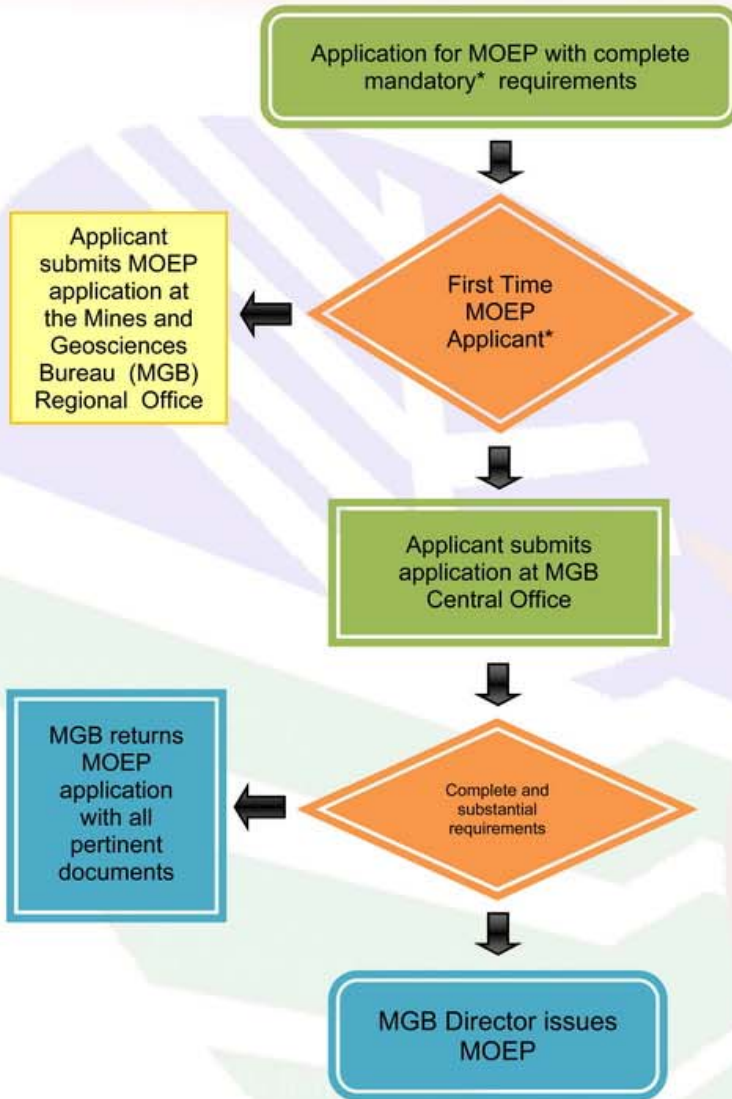 Application for MOEP with complete
mandatory* requirements
First Time
MOEP
Applicant*
Applicant
submits MOEP
application at
the Mines and
Geosciences
Bureau (MGB)
Regional Office
Applicant submits
application at MGB
Central Office
Complete and
substantial
requirements
MGB returns
MOEP
application
with all
pertinent
documents
MGB Director issues
MOEP